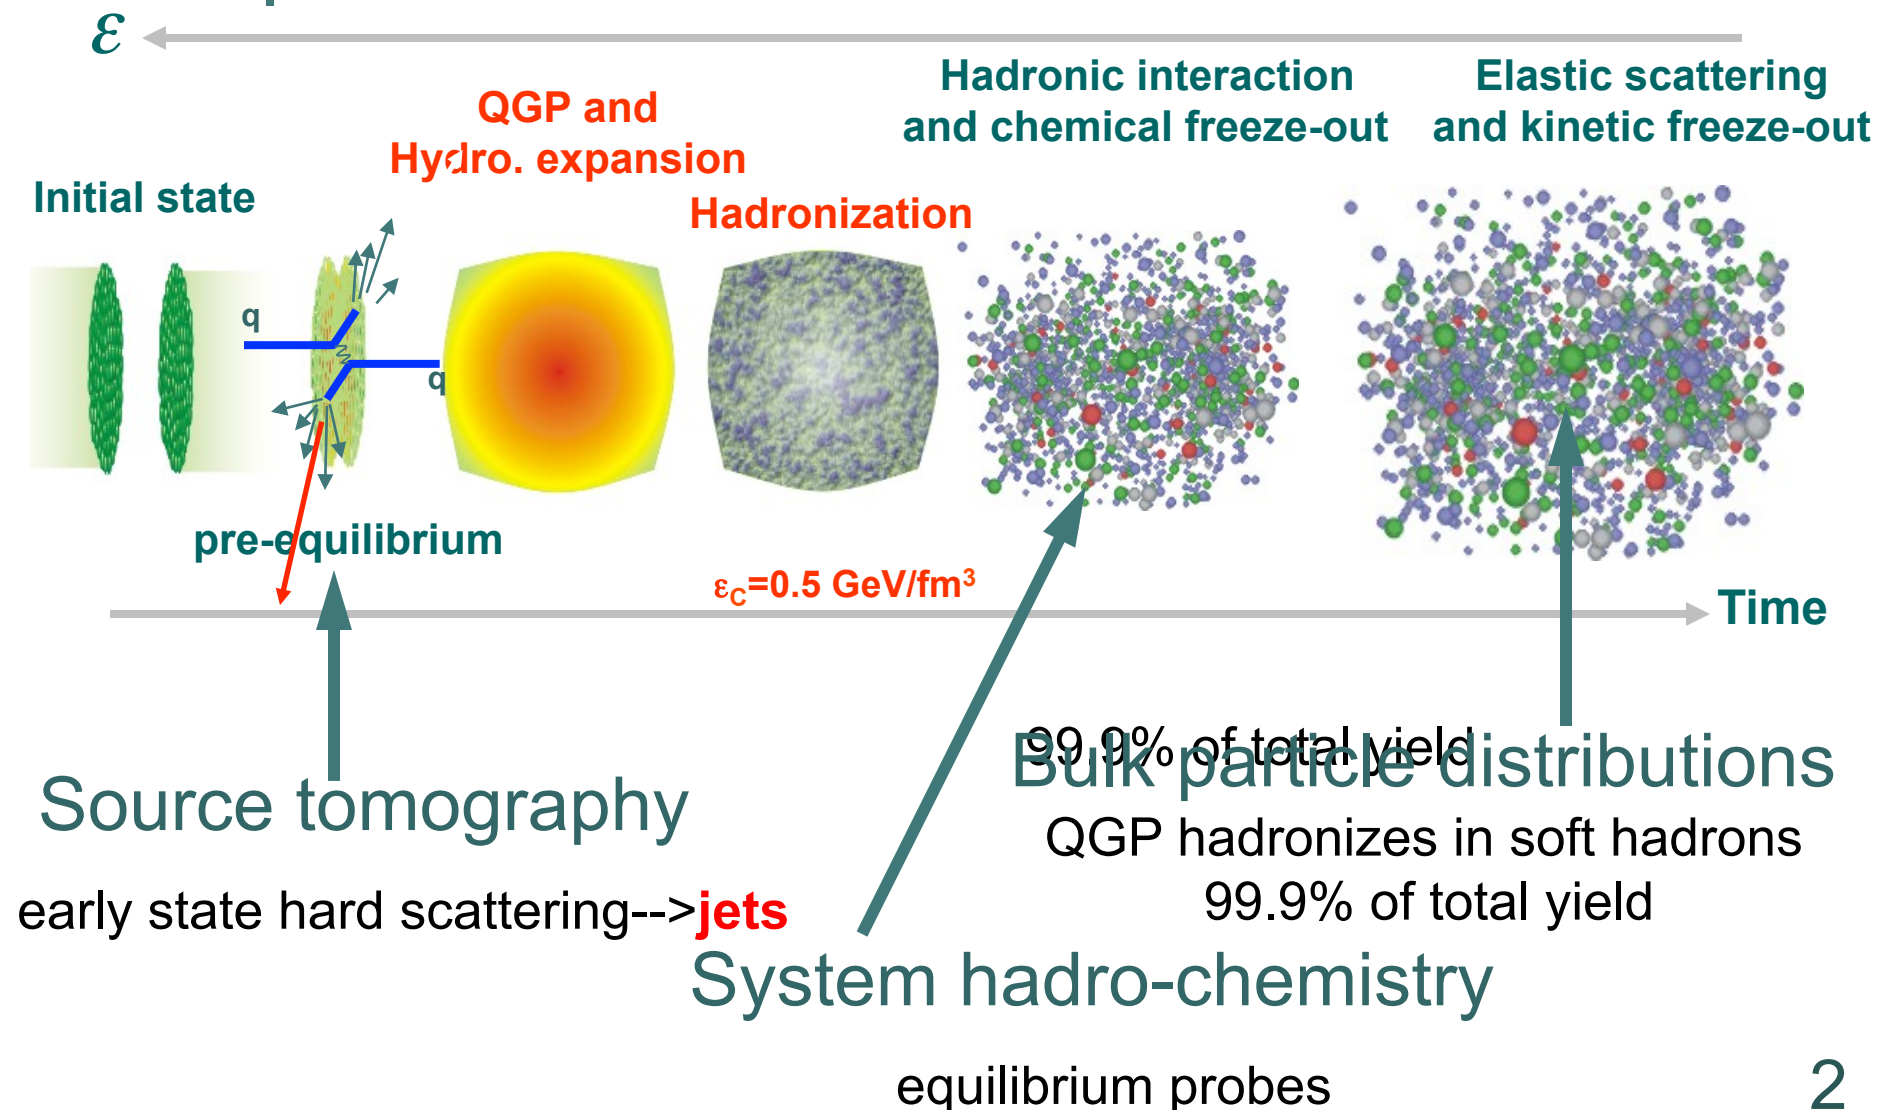 ε
Hadronic interaction
and chemical freeze-out
Elastic scattering
and kinetic freeze-out
QGP and
Hydro. expansion
Initial state
Hadronization
q
q
pre-equilibrium
εC=0.5 GeV/fm3
Time
99.9% of total yield
Bulk particle distributions
Source tomography
QGP hadronizes in soft hadrons
99.9% of total yield
early state hard scattering-->jets
System hadro-chemistry
equilibrium probes
2